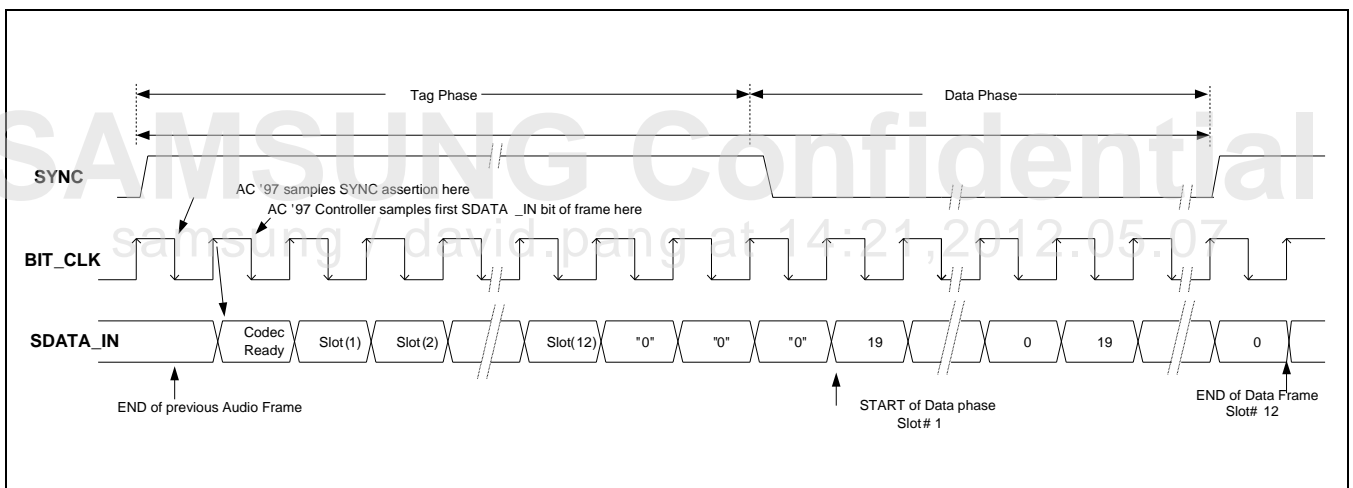 Tag Phase Data Phase
SAMSUNG Confidential
SYNC
AC '97 samples SYNC assertion here
AC '97 Controller samples first SDATA _IN bit of frame here
samsung / david.pang at 14:21,2012.05.07
BIT_CLK
SDATA_IN Codec Ready Slot(1) Slot(2) Slot(12) "0" "0" "0" 19 0 19 0
END of previous Audio Frame
START of Data phase
Slot# 1
END of Data Frame
Slot# 12